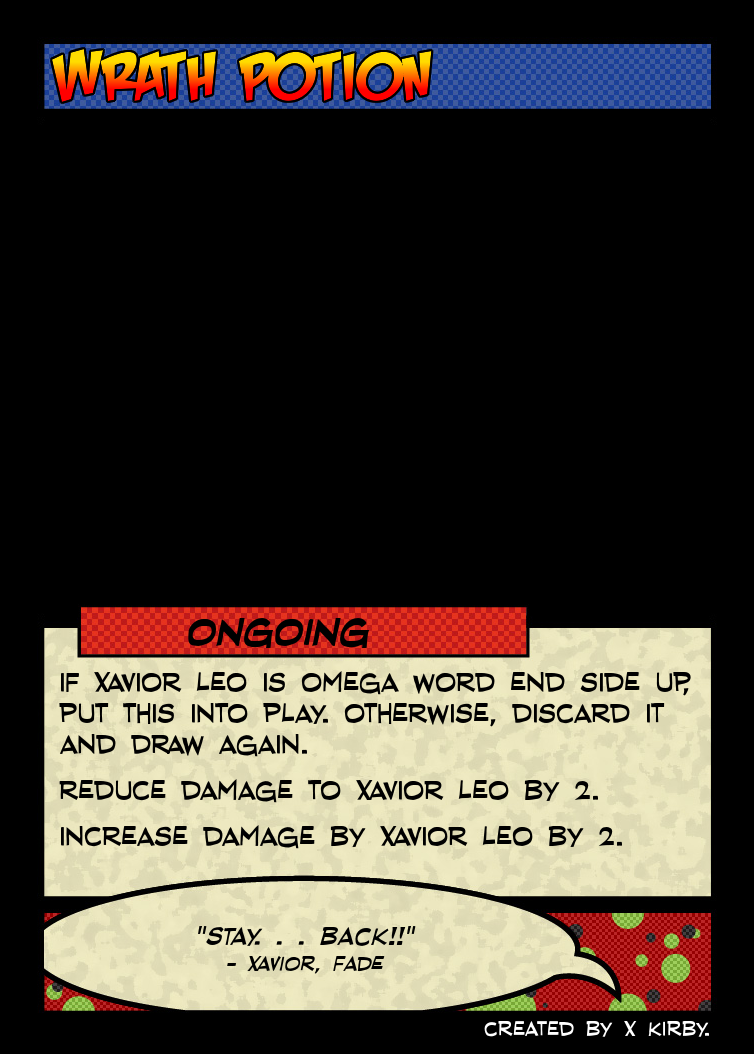 WRATH POTION
ONGOING
IF XAVIOR LEO IS OMEGA WORD END SIDE UP,
PUT THIS INTO PLAY. OTHERWISE, DISCARD IT
AND DRAW AGAIN.
REDUCE DAMAGE TO XAVIOR LEO BY 2.
INCREASE DAMAGE BY XAVIOR LEO BY 2.
"STAY. . . BACK!!"
- XAVIOR, FADE
CREATED BY X KIRBY.